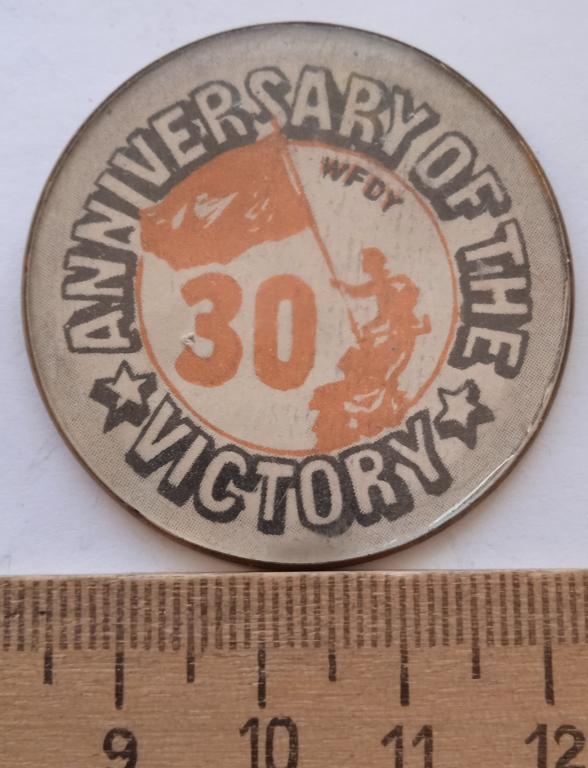 ANNIVERSARY OF THE
WFDY
30
VICTORY
9 10 11 12